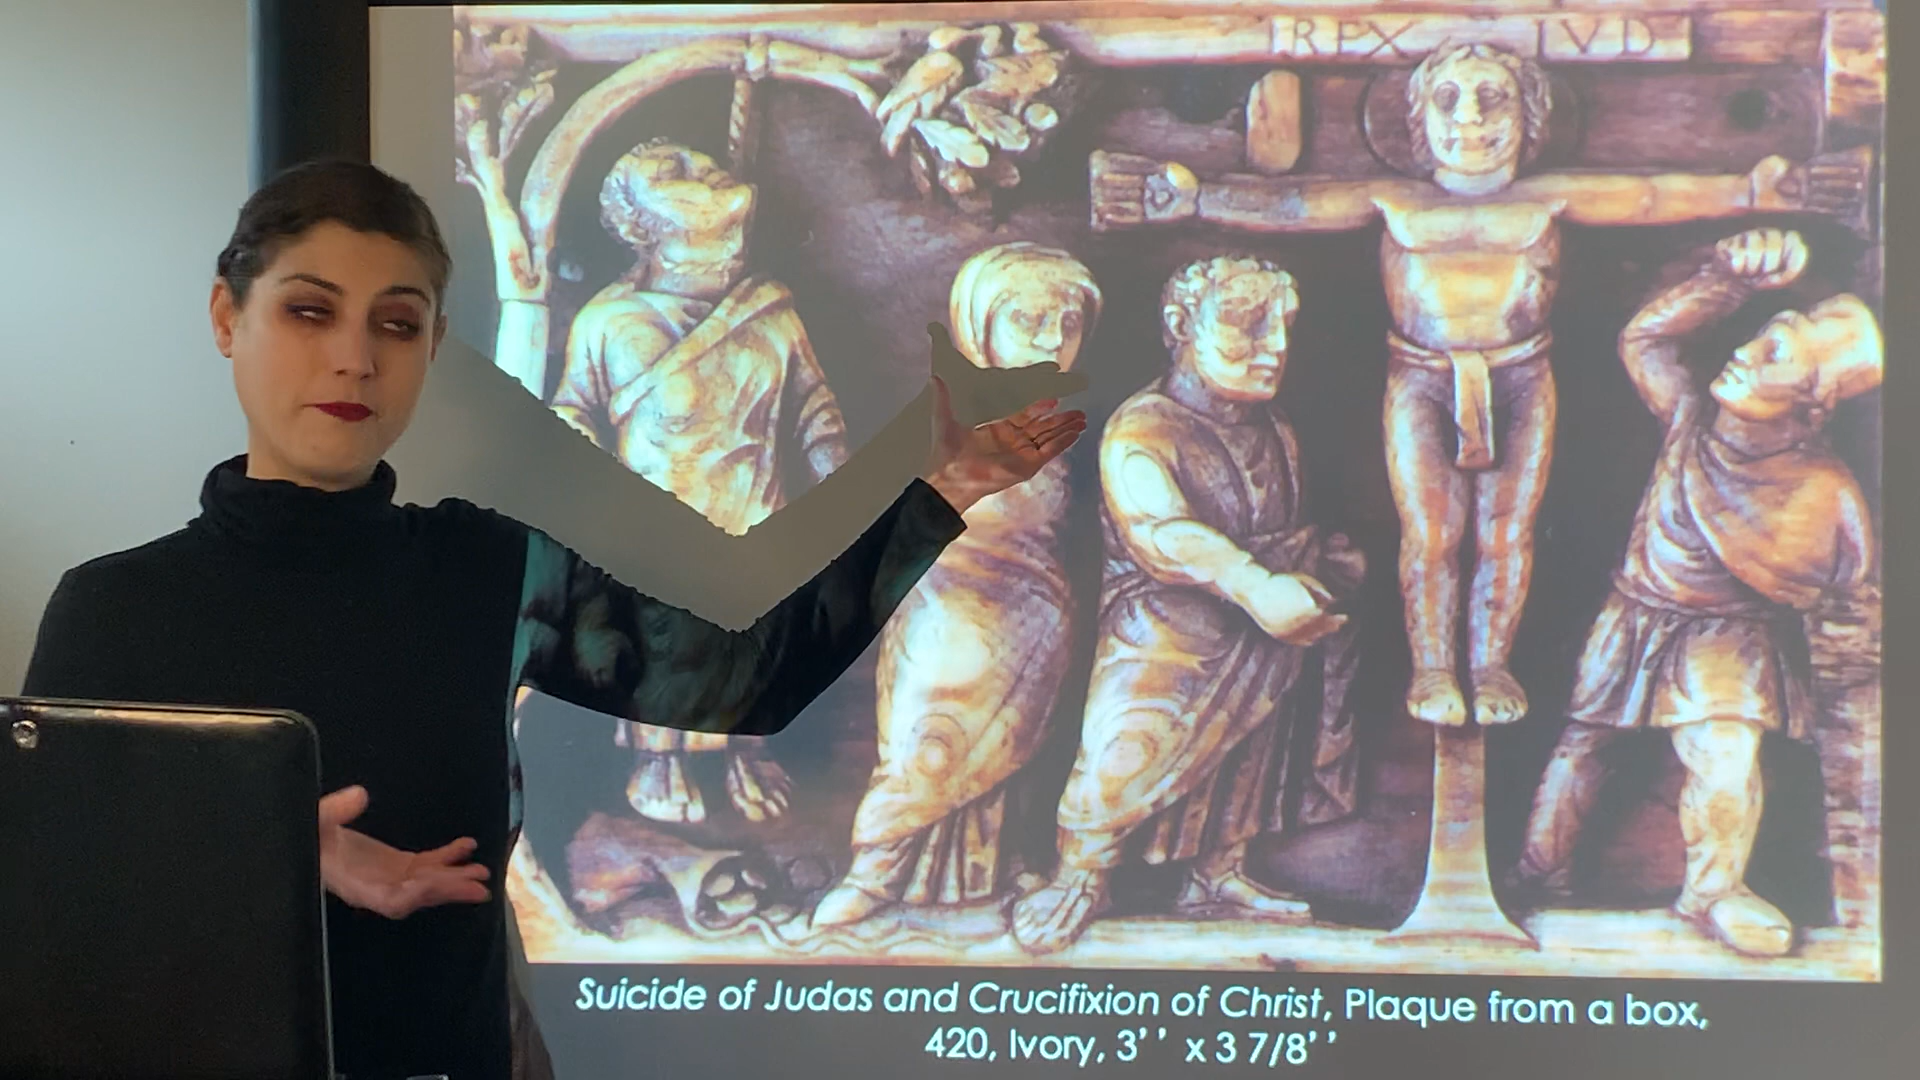 REX IVD
Suicide of Judas and Crucifixion of Christ, Plaque from a box,
420, Ivory, 3’’ x 3 7/8’’